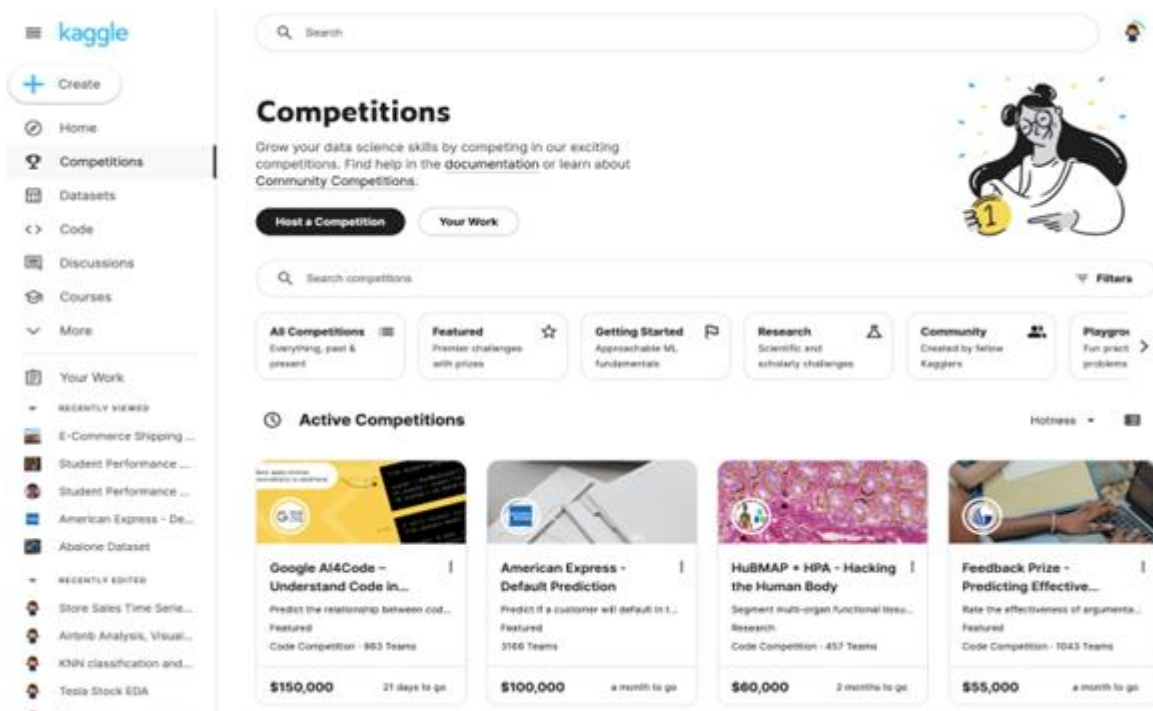 kaggle
Search
Create
Home
Competitions
Datasets
Code
Discussions
Courses
More
Your Work
RECENTLY VIEWED
E-Commerce Shipping ...
Student Performance ...
Student Performance ...
American Express - De...
Abalone Dataset
RECENTLY EDITED
Store Sales Time Serie...
Airbnb Analysis, Visual...
KNN classification and...
Tesla Stock EDA
Competitions
Grow your data science skills by competing in our exciting
competitions. Find help in the documentation or learn about
Community Competitions.
Host a Competition
Your Work
1
Search competitions
Filters
All Competitions
Everything, past &
present
Featured
Premier challenges
with prizes
Getting Started
Approachable ML
fundamentals
Research
Scientific and
scholarly challenges
Community
Created by fellow
Kagglers
Playgrou
Fun pract
problems
Active Competitions
Hotness
Google AI4Code –
Understand Code in...
Predict the relationship between cod...
Featured
Code Competition · 963 Teams
$150,000
21 days to go
American Express -
Default Prediction
Predict if a customer will default in t...
Featured
3166 Teams
$100,000
a month to go
HuBMAP + HPA - Hacking
the Human Body
Segment multi-organ functional tissu...
Research
Code Competition · 457 Teams
$60,000
2 months to go
Feedback Prize -
Predicting Effective...
Rate the effectiveness of argumenta...
Featured
Code Competition · 1043 Teams
$55,000
a month to go